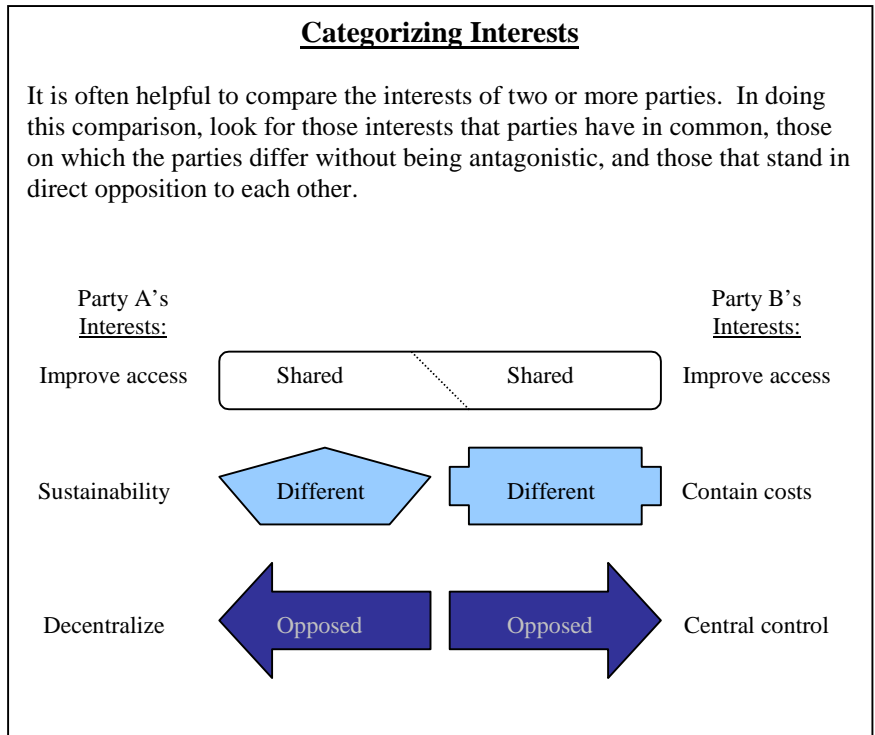 Categorizing Interests
It is often helpful to compare the interests of two or more parties.  In doing
this comparison, look for those interests that parties have in common, those
on which the parties differ without being antagonistic, and those that stand in
direct opposition to each other.
Party A’s
Interests:
Party B’s
Interests:
Improve access Shared Shared Improve access
Sustainability Different Different Contain costs
Decentralize Opposed Opposed Central control